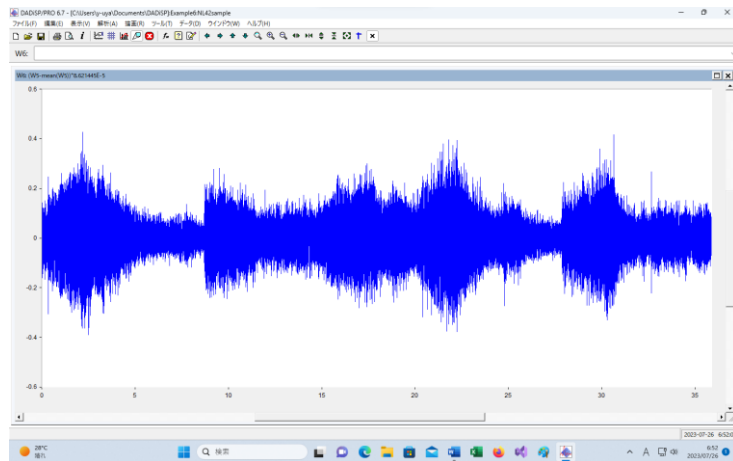 DADiSP/PRO 6.7 - [C:\Users\y-uya\Documents\DADiSP\Example6:NL42sample]
ファイル(F) 編集(E) 表示(V) 解析(A) 描画(R) ツール(T) データ(D) ウインドウ(W) ヘルプ(H)
W6:
W6: (W5-mean(W5))*6.621445E-5
0.6
0.4
0.2
0
-0.2
-0.4
-0.6
0 5 10 15 20 25 30 35
2023-07-26
28°C
晴れ
検索
A
6:52
2023/07/26